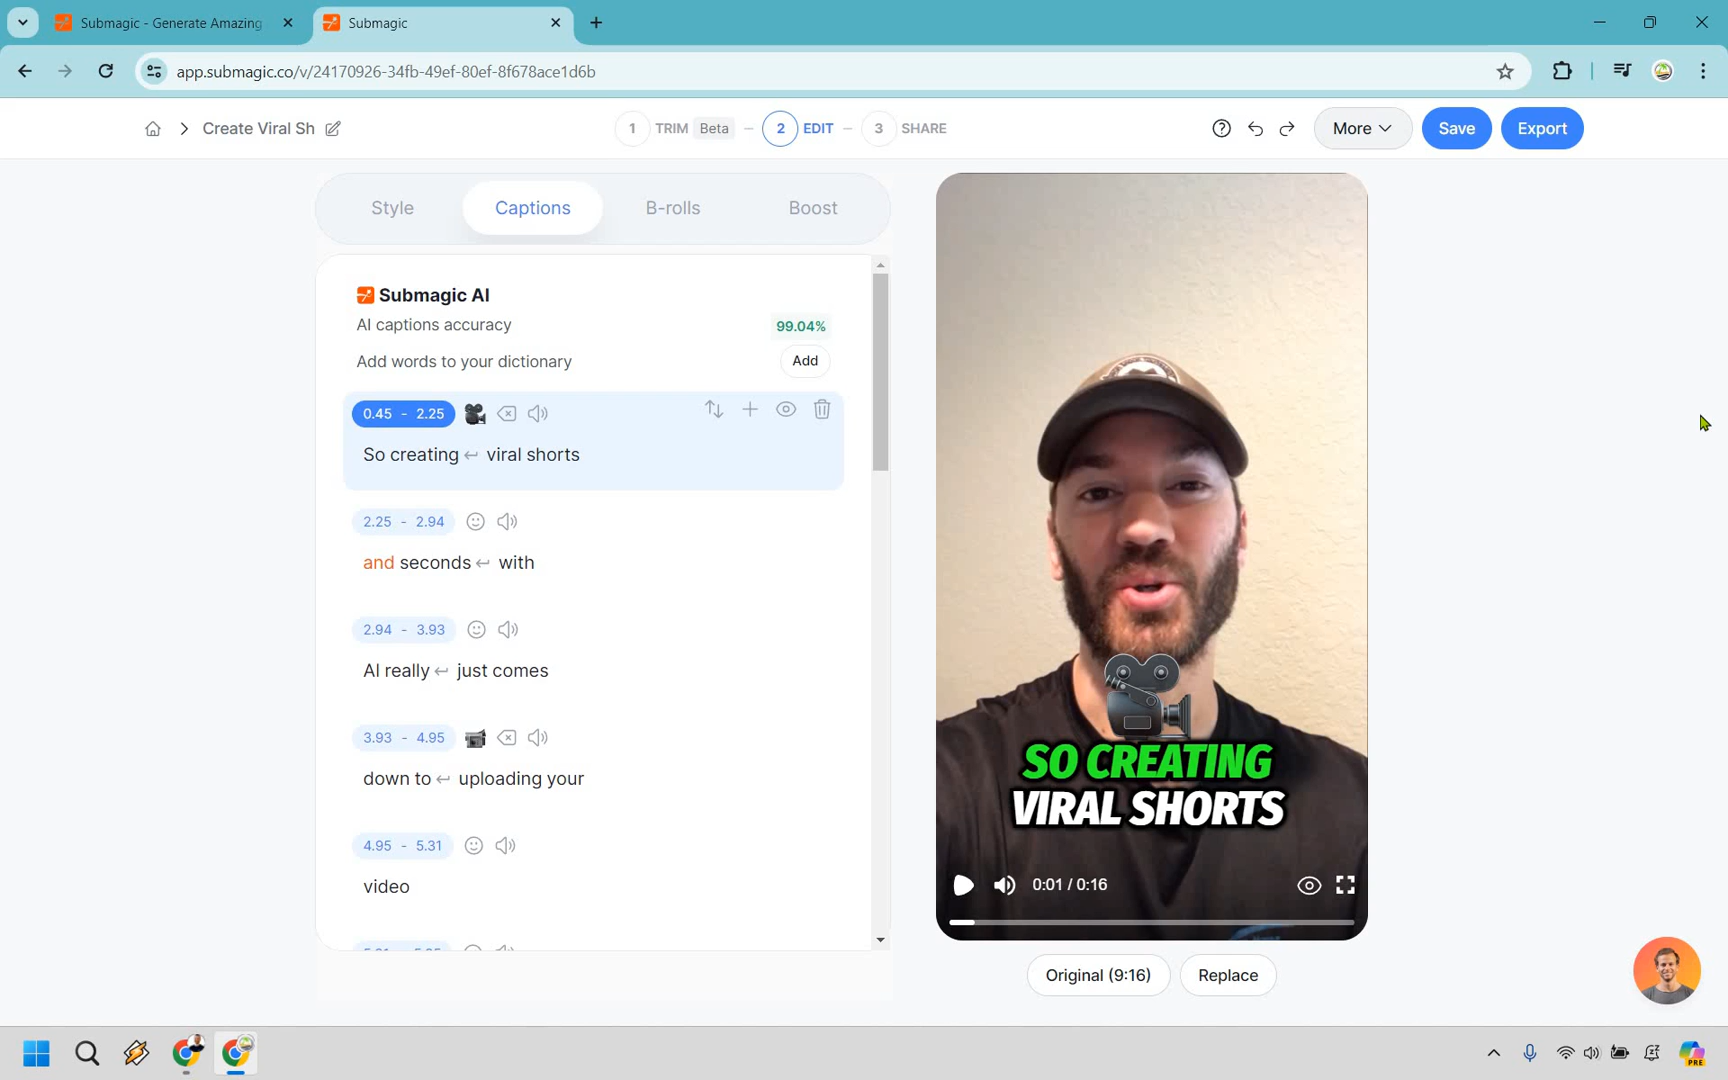 Submagic - Generate Amazing
Submagic
app.submagic.co/v/24170926-34fb-49ef-80ef-8f678ace1d6b
Create Viral Sh
1 TRIM Beta
2 EDIT
3 SHARE
More
Save
Export
Style
Captions
B-rolls
Boost
Submagic AI
AI captions accuracy
99.04%
Add words to your dictionary
Add
0.45 - 2.25
So creating ↩ viral shorts
2.25 - 2.94
and seconds ↩ with
2.94 - 3.93
AI really ↩ just comes
3.93 - 4.95
down to ↩ uploading your
4.95 - 5.31
video
SO CREATING
VIRAL SHORTS
0:01 / 0:16
Original (9:16)
Replace
PRE